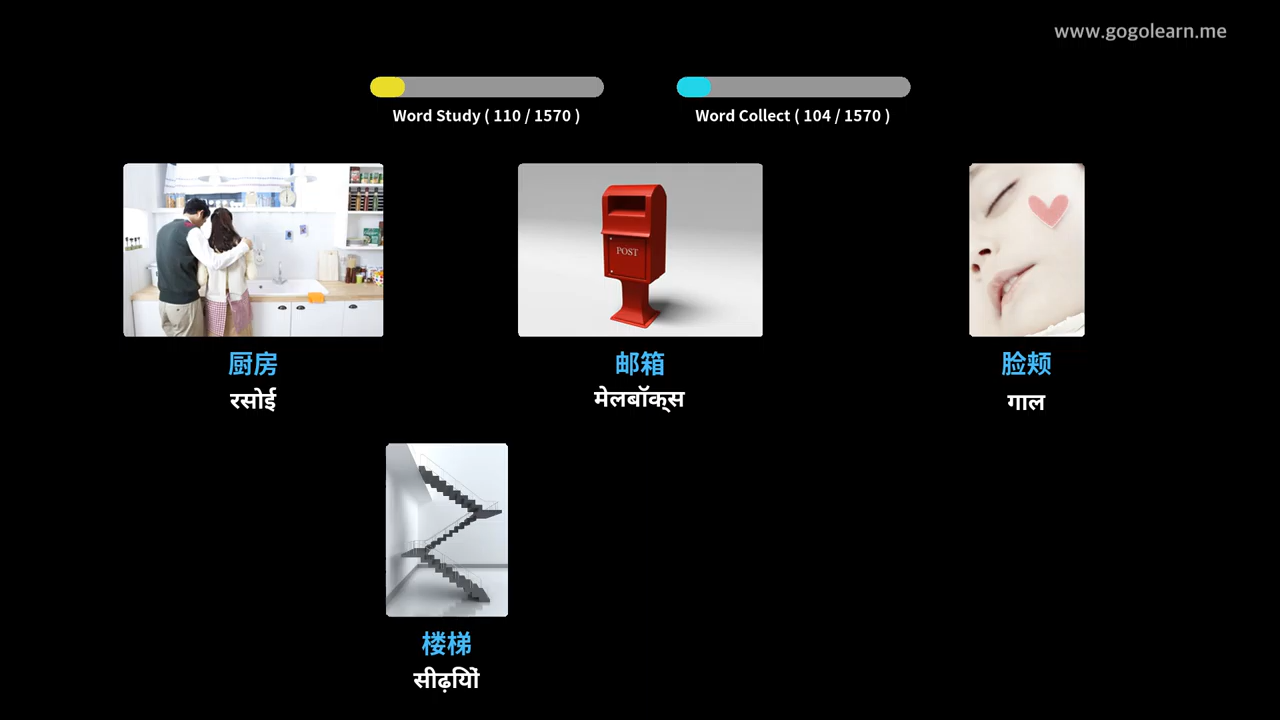 www.gogolearn.me
Word Study ( 110 / 1570 )
Word Collect ( 104 / 1570 )
POST
厨房
रसोई
邮箱
मेलबॉक्स
脸颊
गाल
楼梯
सीढ़ियों